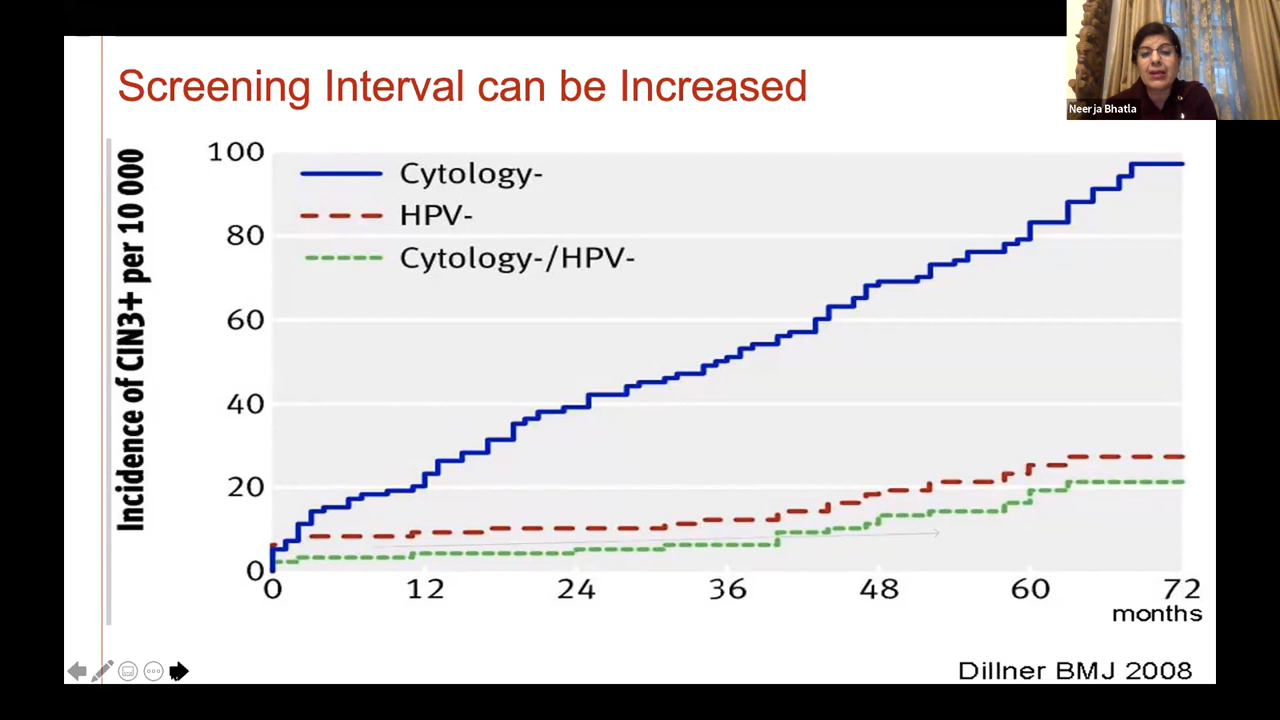 Neerja Bhatla
Screening Interval can be Increased
Incidence of CIN3+ per 10 000
100
80
60
40
20
0
Cytology-
HPV-
Cytology-/HPV-
0 12 24 36 48 60 72
months
Dillner BMJ 2008